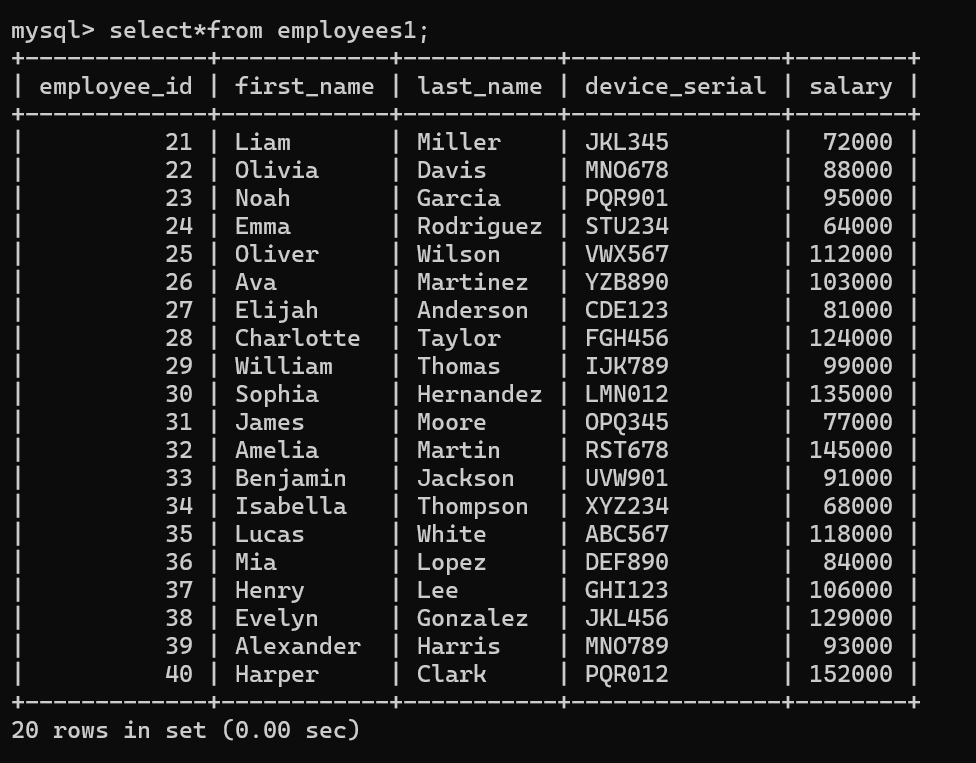 mysql> select*from employees1;
+-------------+------------+-----------+---------------+--------+
| employee_id | first_name | last_name | device_serial | salary |
+-------------+------------+-----------+---------------+--------+
|          21 | Liam       | Miller    | JKL345        |  72000 |
|          22 | Olivia     | Davis     | MNO678        |  88000 |
|          23 | Noah       | Garcia    | PQR901        |  95000 |
|          24 | Emma       | Rodriguez | STU234        |  64000 |
|          25 | Oliver     | Wilson    | VWX567        | 112000 |
|          26 | Ava        | Martinez  | YZB890        | 103000 |
|          27 | Elijah     | Anderson  | CDE123        |  81000 |
|          28 | Charlotte  | Taylor    | FGH456        | 124000 |
|          29 | William    | Thomas    | IJK789        |  99000 |
|          30 | Sophia     | Hernandez | LMN012        | 135000 |
|          31 | James      | Moore     | OPQ345        |  77000 |
|          32 | Amelia     | Martin    | RST678        | 145000 |
|          33 | Benjamin   | Jackson   | UVW901        |  91000 |
|          34 | Isabella   | Thompson  | XYZ234        |  68000 |
|          35 | Lucas      | White     | ABC567        | 118000 |
|          36 | Mia        | Lopez     | DEF890        |  84000 |
|          37 | Henry      | Lee       | GHI123        | 106000 |
|          38 | Evelyn     | Gonzalez  | JKL456        | 129000 |
|          39 | Alexander  | Harris    | MNO789        |  93000 |
|          40 | Harper     | Clark     | PQR012        | 152000 |
+-------------+------------+-----------+---------------+--------+
20 rows in set (0.00 sec)